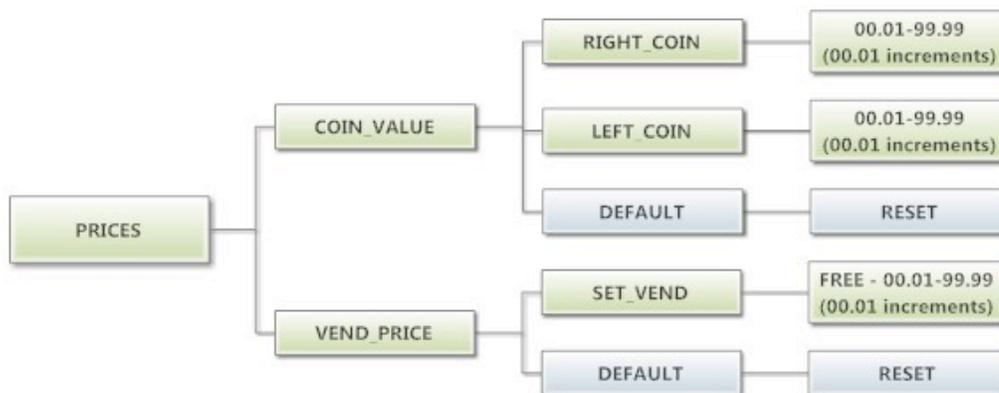 PRICES
COIN_VALUE
RIGHT_COIN
00.01-99.99
(00.01 increments)
LEFT_COIN
00.01-99.99
(00.01 increments)
DEFAULT
RESET
VEND_PRICE
SET_VEND
FREE - 00.01-99.99
(00.01 increments)
DEFAULT
RESET